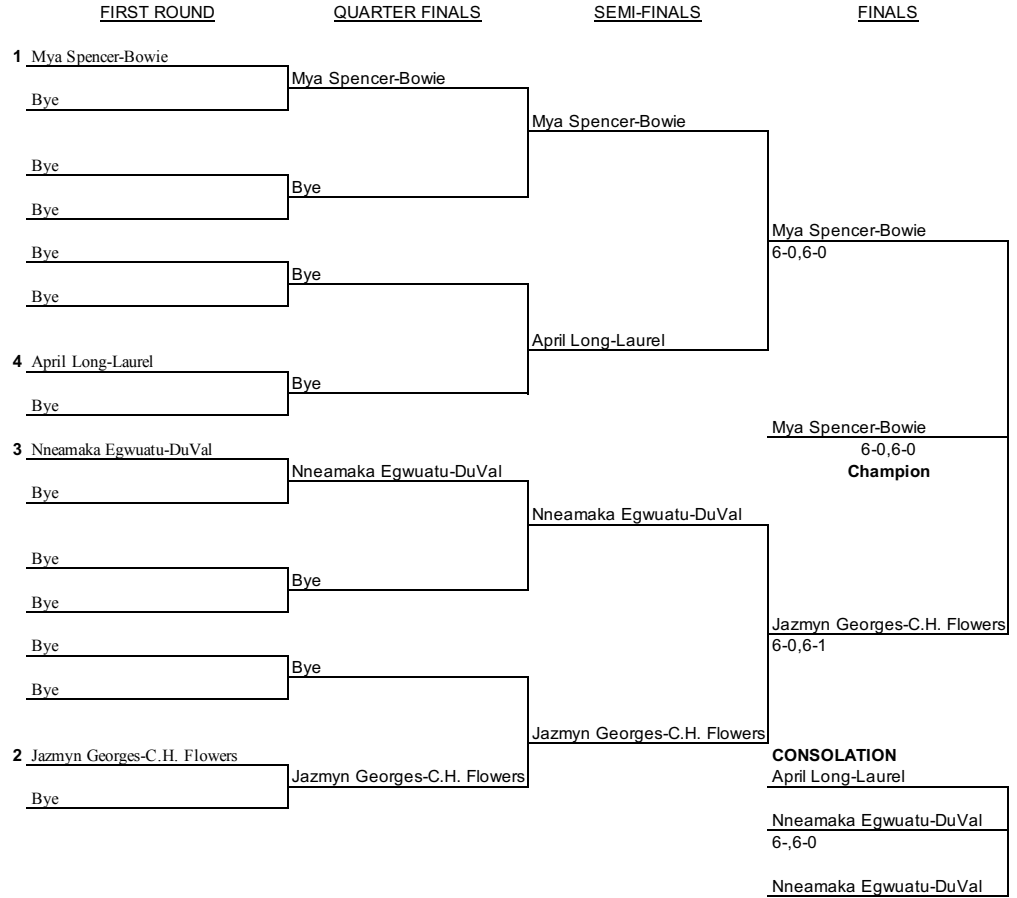 FIRST ROUND QUARTER FINALS SEMI-FINALS FINALS
1 Mya Spencer-Bowie
Mya Spencer-Bowie
Bye
Mya Spencer-Bowie
Bye
Bye
Bye
Mya Spencer-Bowie
6-0,6-0
Bye
Bye
Bye
April Long-Laurel
4 April Long-Laurel
Bye
Bye
Mya Spencer-Bowie
6-0,6-0
Champion
3 Nneamaka Egwuatu-DuVal
Nneamaka Egwuatu-DuVal
Bye
Nneamaka Egwuatu-DuVal
Bye
Bye
Bye
Jazmyn Georges-C.H. Flowers
6-0,6-1
Bye
Bye
Bye
Jazmyn Georges-C.H. Flowers
2 Jazmyn Georges-C.H. Flowers
Jazmyn Georges-C.H. Flowers
Bye
CONSOLATION
April Long-Laurel
Nneamaka Egwuatu-DuVal
6-,6-0
Nneamaka Egwuatu-DuVal